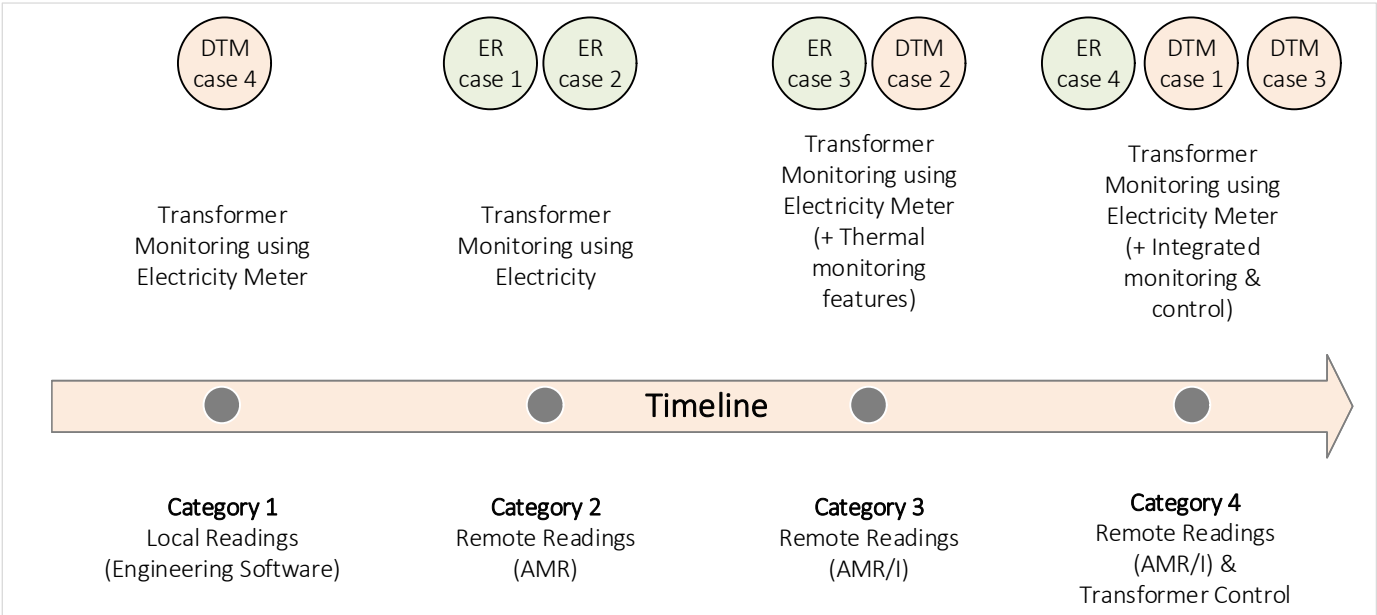 DTM
case 4
ER
case 1
ER
case 2
ER
case 3
DTM
case 2
ER
case 4
DTM
case 1
DTM
case 3
Transformer
Monitoring using
Electricity Meter
Transformer
Monitoring using
Electricity
Transformer
Monitoring using
Electricity Meter
(+ Thermal
monitoring
features)
Transformer
Monitoring using
Electricity Meter
(+ Integrated
monitoring &
control)
Timeline
Category 1
Local Readings
(Engineering Software)
Category 2
Remote Readings
(AMR)
Category 3
Remote Readings
(AMR/I)
Category 4
Remote Readings
(AMR/I) &
Transformer Control